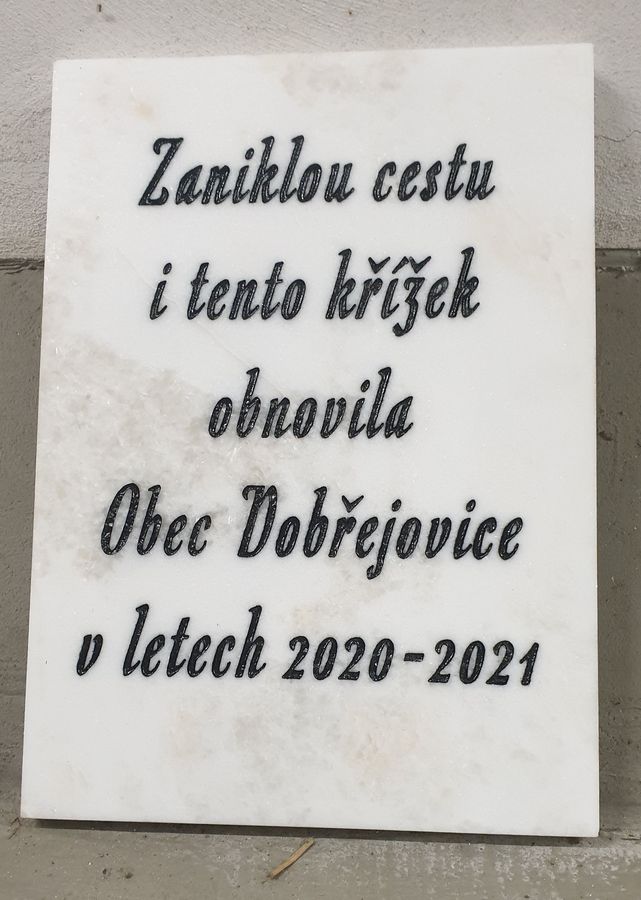 Zaniklou cestu
i tento křížek
obnovila
Obec Dobřejovice
v letech 2020-2021